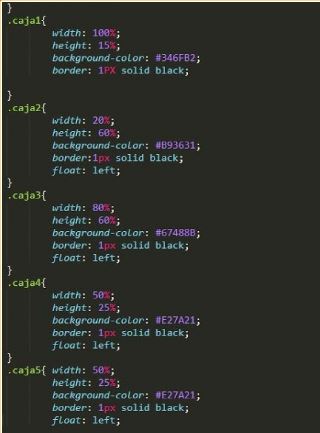 }
.caja1{
width: 100%;
height: 15%;
background-color: #346FB2;
border: 1PX solid black;
}
.caja2{
width: 20%;
height: 60%;
background-color: #B93631;
border:1px solid black;
float: left;
}
.caja3{
width: 80%;
height: 60%;
background-color: #67488B;
border: 1px solid black;
float: left;
}
.caja4{
width: 50%;
height: 25%;
background-color: #E27A21;
border: 1px solid black;
float: left;
}
.caja5{ width: 50%;
height: 25%;
background-color: #E27A21;
border: 1px solid black;
float: left;